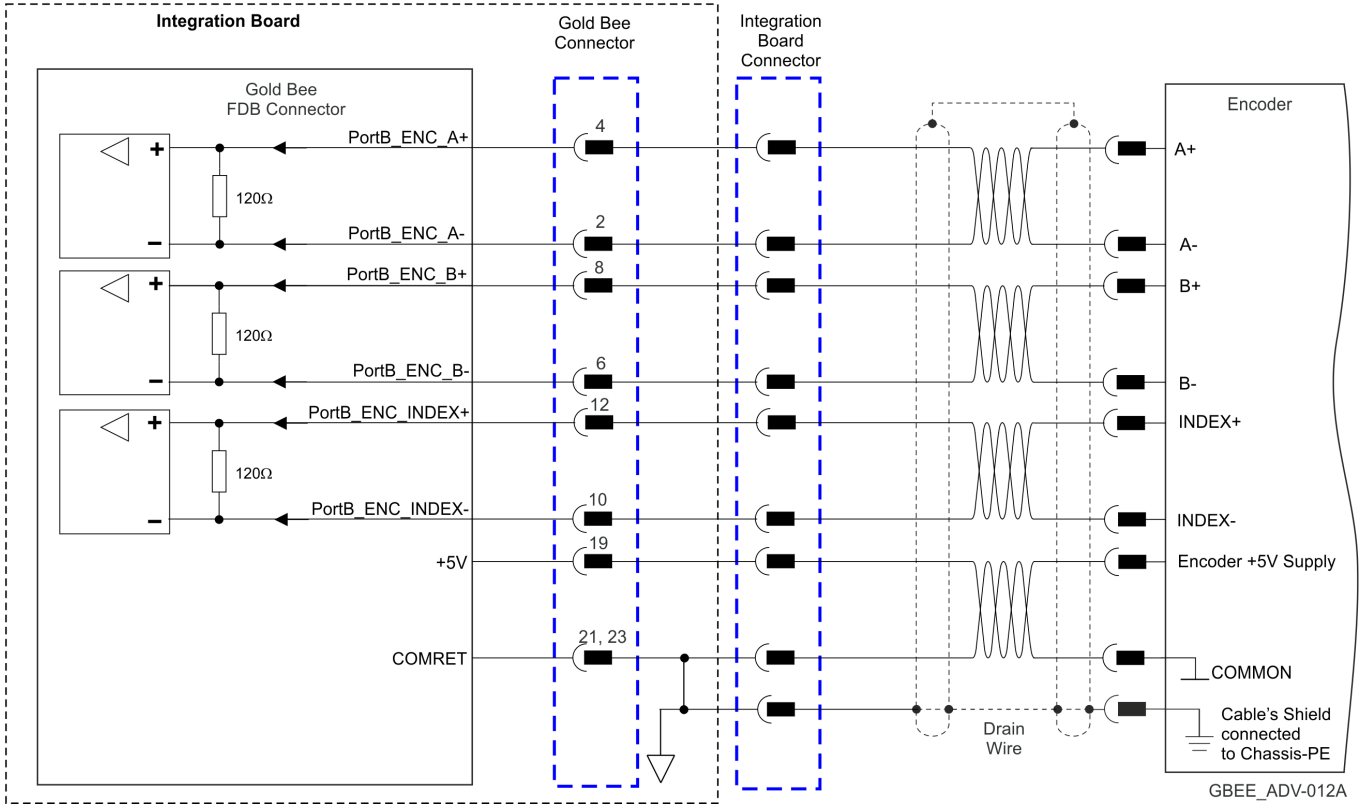 Integration Board
Gold Bee
Connector
Integration
Board
Connector
Gold Bee
FDB Connector
Encoder
PortB_ENC_A+
4
A+
+
120Ω
PortB_ENC_A-
2
A-
−
PortB_ENC_B+
8
B+
+
120Ω
PortB_ENC_B-
6
B-
−
PortB_ENC_INDEX+
12
INDEX+
+
120Ω
PortB_ENC_INDEX-
10
INDEX-
−
+5V
19
Encoder +5V Supply
COMRET
21, 23
COMMON
Drain
Wire
Cable's Shield
connected
to Chassis-PE
GBEE_ADV-012A